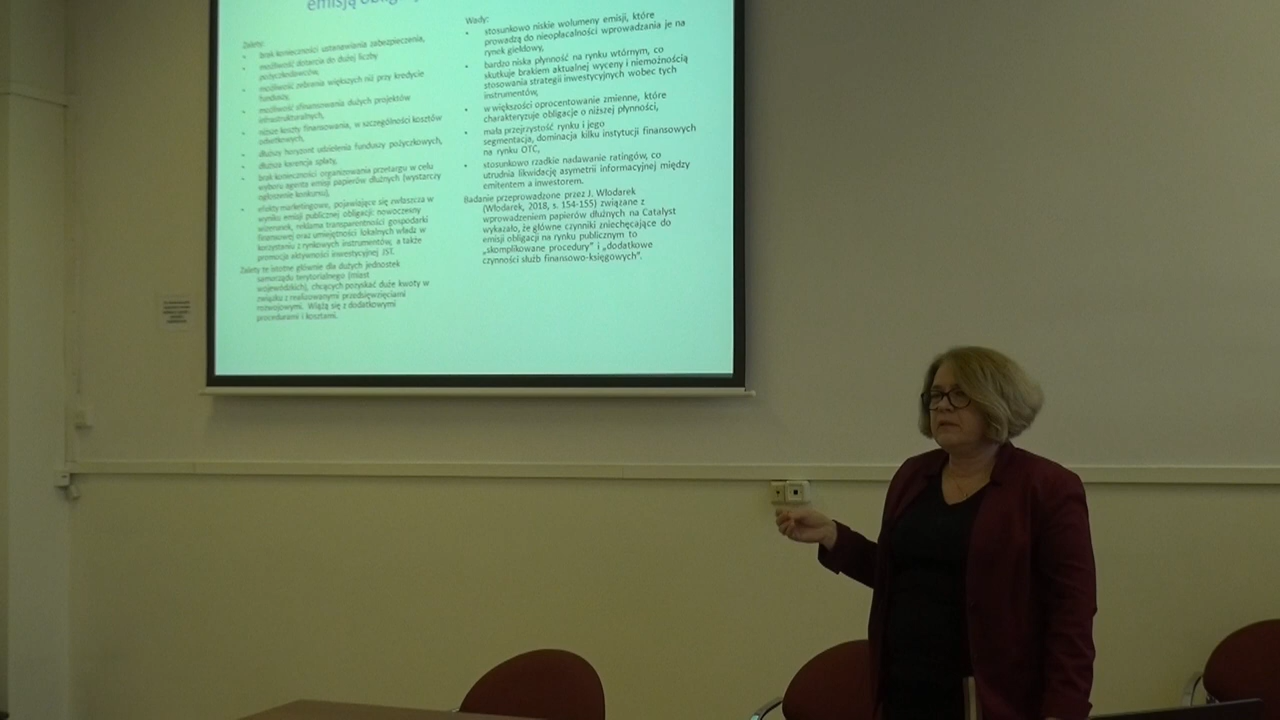 emisją obligacji
Zalety:
• brak konieczności ustanawiania zabezpieczenia,
• możliwość dotarcia do dużej liczby
pożyczkodawców,
• możliwość zebrania większych niż przy kredycie
funduszy,
• możliwość sfinansowania dużych projektów
infrastrukturalnych,
• niższe koszty finansowania, w szczególności kosztów
odsetkowych,
• dłuższy horyzont udzielenia funduszy pożyczkowych,
• dłuższa karencja spłaty,
• brak konieczności organizowania przetargu w celu
wyboru agenta emisji papierów dłużnych (wystarczy
ogłoszenie konkursu),
• efekty marketingowe, pojawiające się zwłaszcza w
wyniku emisji publicznej obligacji: nowoczesny
wizerunek, reklama transparentności gospodarki
finansowej oraz umiejętności lokalnych władz w
korzystaniu z rynkowych instrumentów, a także
promocja aktywności inwestycyjnej JST.
Zalety te istotne głównie dla dużych jednostek
samorządu terytorialnego (miast
wojewódzkich), chcących pozyskać duże kwoty w
związku z realizowanymi przedsięwzięciami
rozwojowymi. Wiążą się z dodatkowymi
procedurami i kosztami.
Wady:
• stosunkowo niskie wolumeny emisji, które
prowadzą do nieopłacalności wprowadzania je na
rynek giełdowy,
• bardzo niska płynność na rynku wtórnym, co
skutkuje brakiem aktualnej wyceny i niemożnością
stosowania strategii inwestycyjnych wobec tych
instrumentów,
• w większości oprocentowanie zmienne, które
charakteryzuje obligacje o niższej płynności,
• mała przejrzystość rynku i jego
segmentacja, dominacja kilku instytucji finansowych
na rynku OTC,
• stosunkowo rzadkie nadawanie ratingów, co
utrudnia likwidację asymetrii informacyjnej między
emitentem a inwestorem.
Badanie przeprowadzone przez J. Włodarek
(Włodarek, 2018, s. 154-155) związane z
wprowadzeniem papierów dłużnych na Catalyst
wykazało, że główne czynniki zniechęcające do
emisji obligacji na rynku publicznym to
„skomplikowane procedury” i „dodatkowe
czynności służb finansowo-księgowych”.